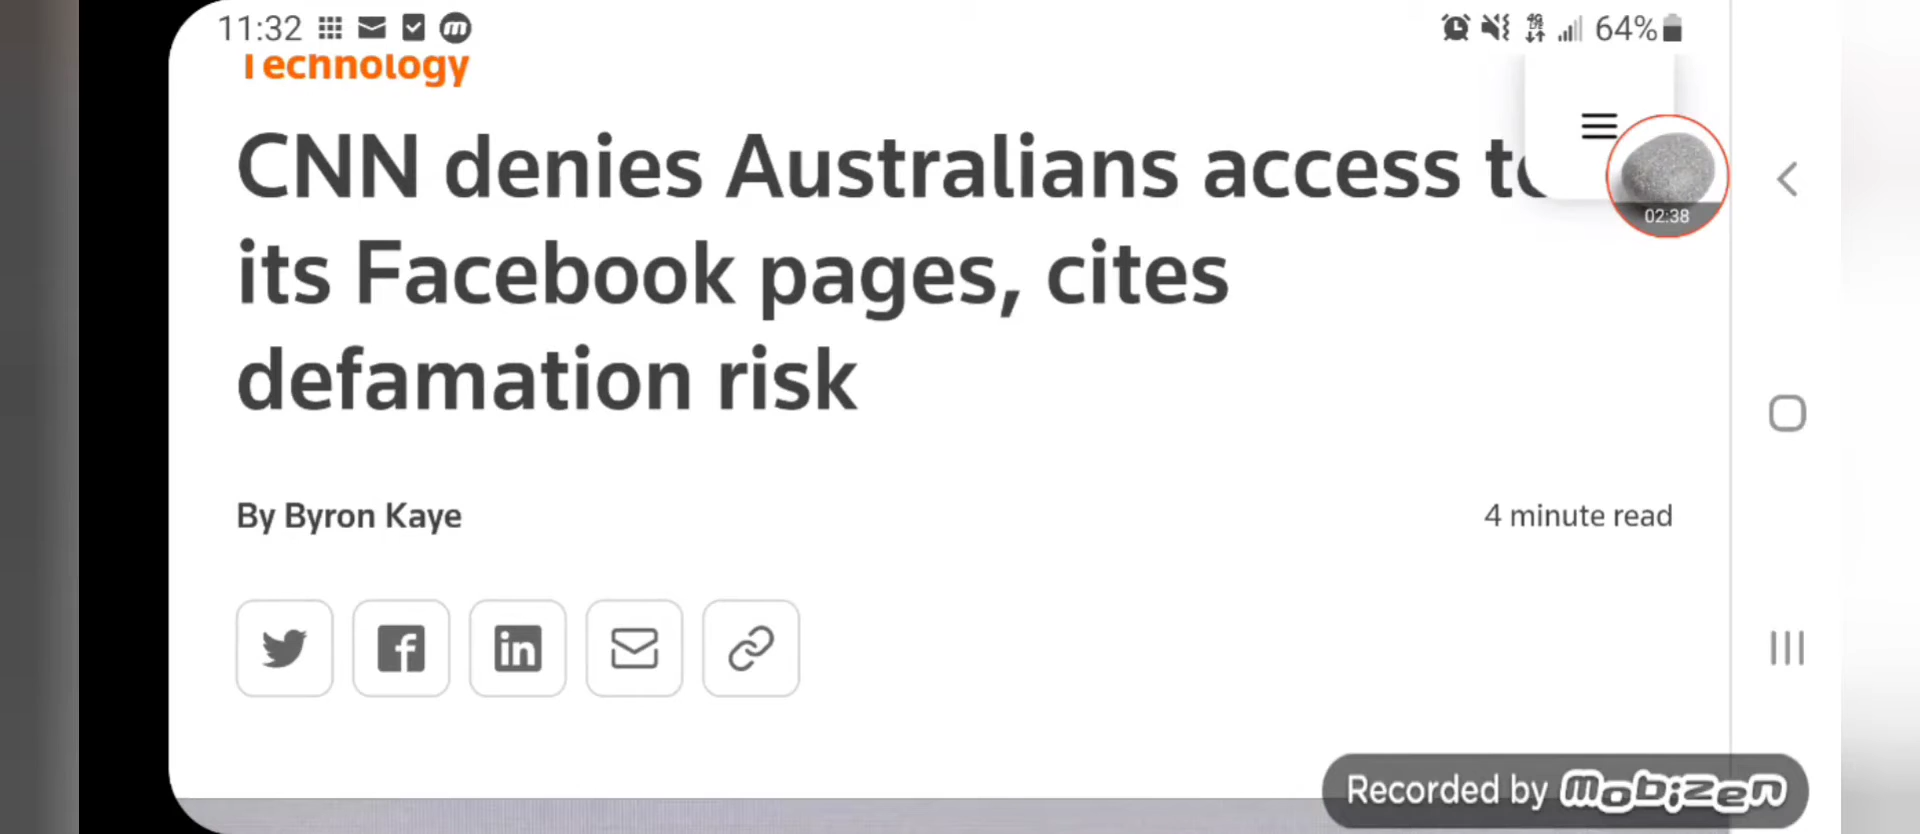 11:32
64%
Technology
CNN denies Australians access to
its Facebook pages, cites
defamation risk
02:38
By Byron Kaye
4 minute read
Recorded by mobizen